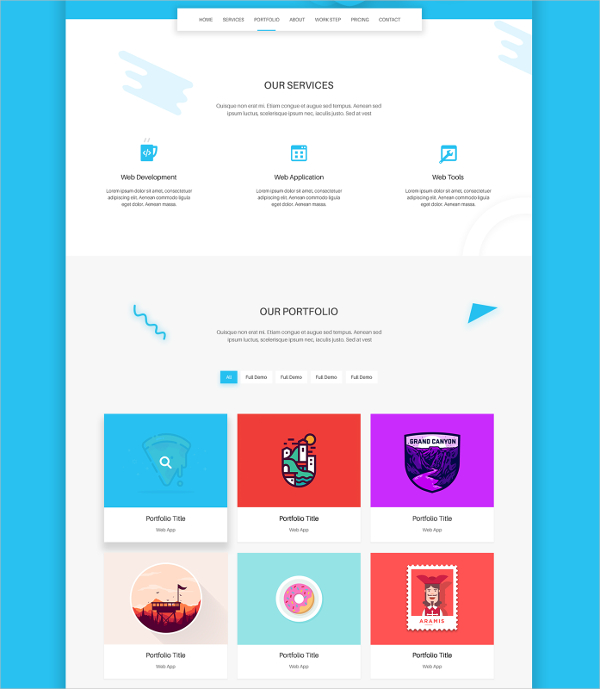 HOME SERVICES PORTFOLIO ABOUT WORK STEP PRICING CONTACT
OUR SERVICES
Quisque non erat mi. Etiam congue et augue sed tempus. Aenean sed
ipsum luctus, scelerisque ipsum nec, iaculis justo. Sed at vest
Web Development
Lorem ipsum dolor sit amet, consectetuer
adipiscing elit. Aenean commodo ligula
eget dolor. Aenean massa.
Web Application
Lorem ipsum dolor sit amet, consectetuer
adipiscing elit. Aenean commodo ligula
eget dolor. Aenean massa.
Web Tools
Lorem ipsum dolor sit amet, consectetuer
adipiscing elit. Aenean commodo ligula
eget dolor. Aenean massa.
OUR PORTFOLIO
Quisque non erat mi. Etiam congue et augue sed tempus. Aenean sed
ipsum luctus, scelerisque ipsum nec, iaculis justo. Sed at vest
All Full Demo Full Demo Full Demo Full Demo
GRAND CANYON
Portfolio Title
Web App
Portfolio Title
Web App
Portfolio Title
Web App
ARAMIS
Portfolio Title
Web App
Portfolio Title
Web App
Portfolio Title
Web App